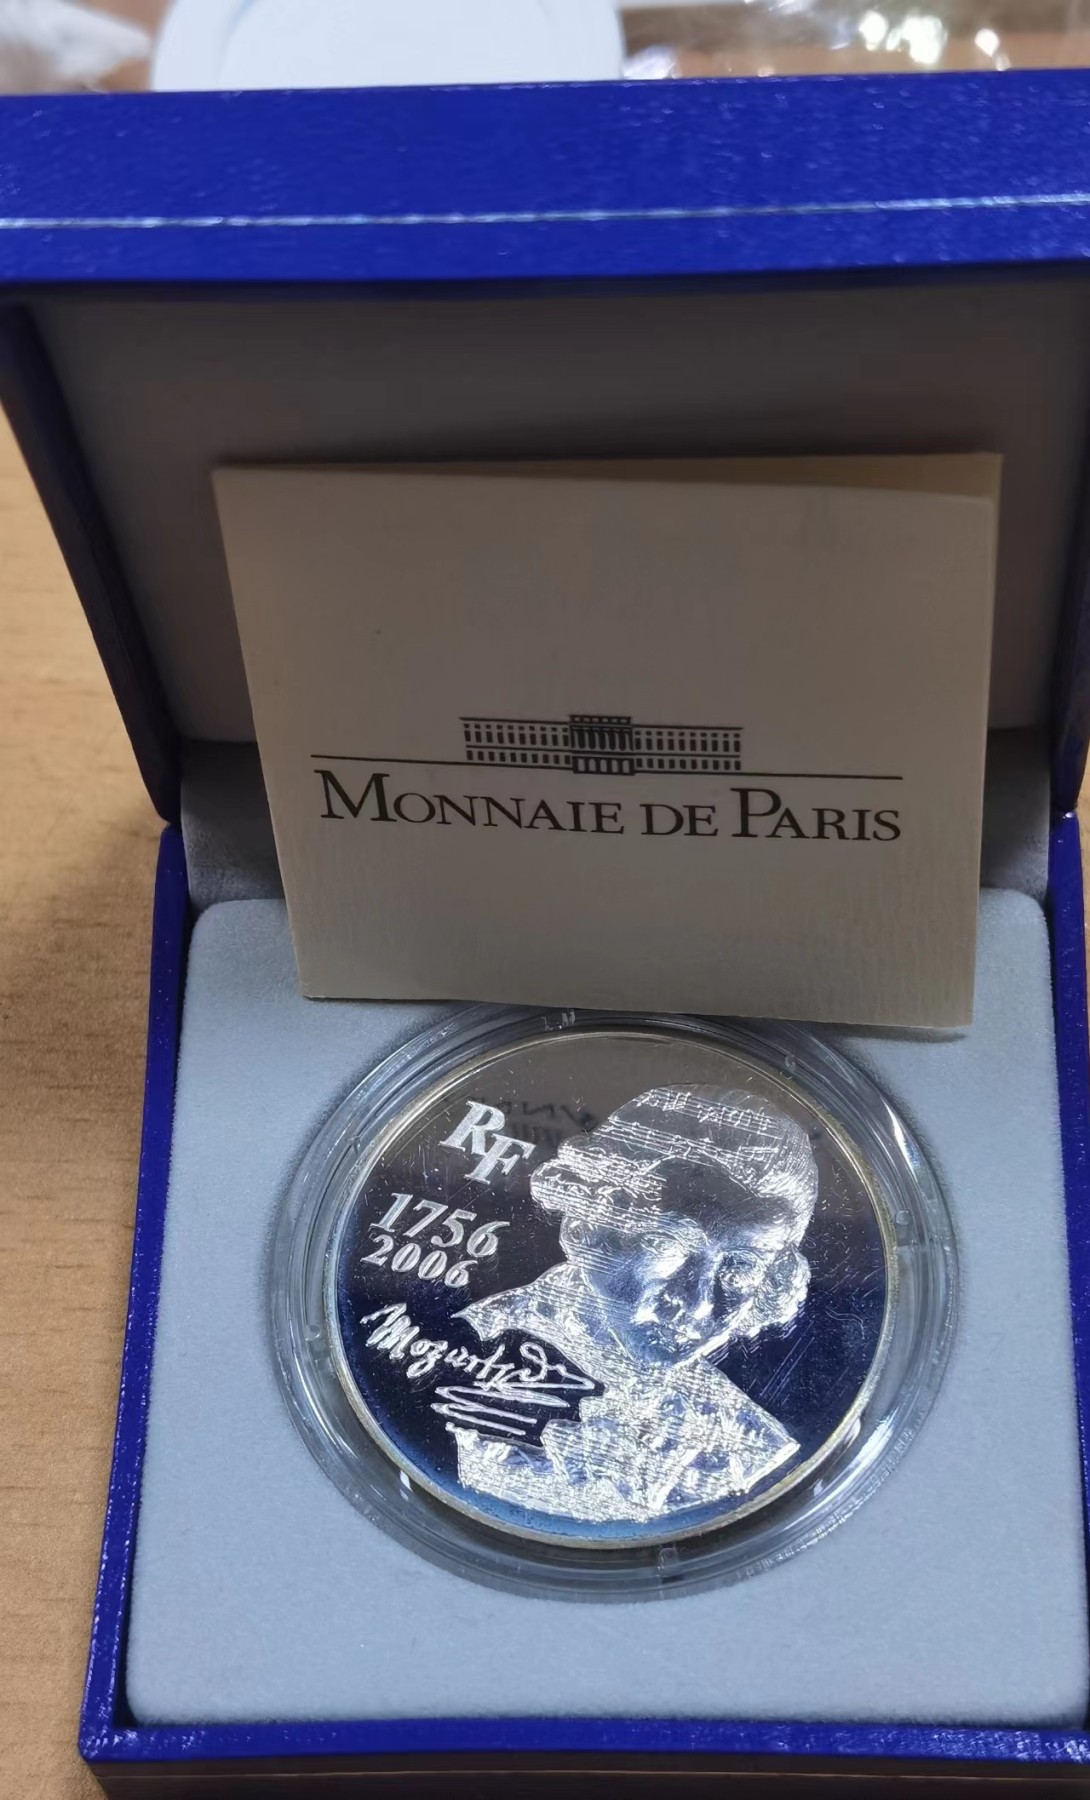 MONNAIE DE PARIS
RF
1756
2006
Mozart